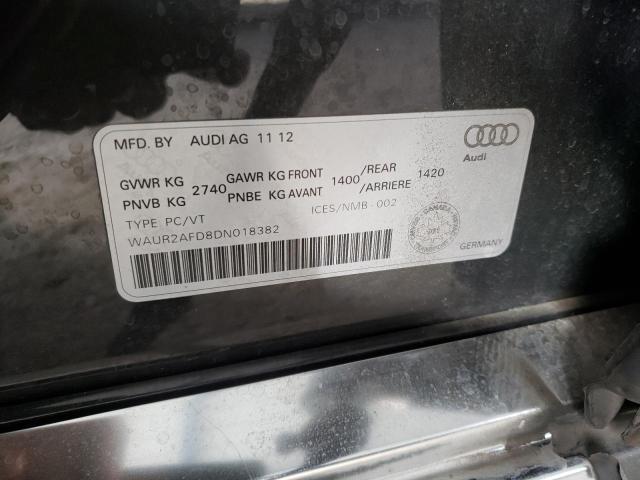 MFD. BY AUDI AG 11 12
Audi
GVWR KG 2740 GAWR KG FRONT 1400 /REAR 1420
PNVB KG PNBE KG AVANT /ARRIERE
TYPE PC/VT ICES/NMB - 002
WAUR2AFD8DN018382
GERMANY